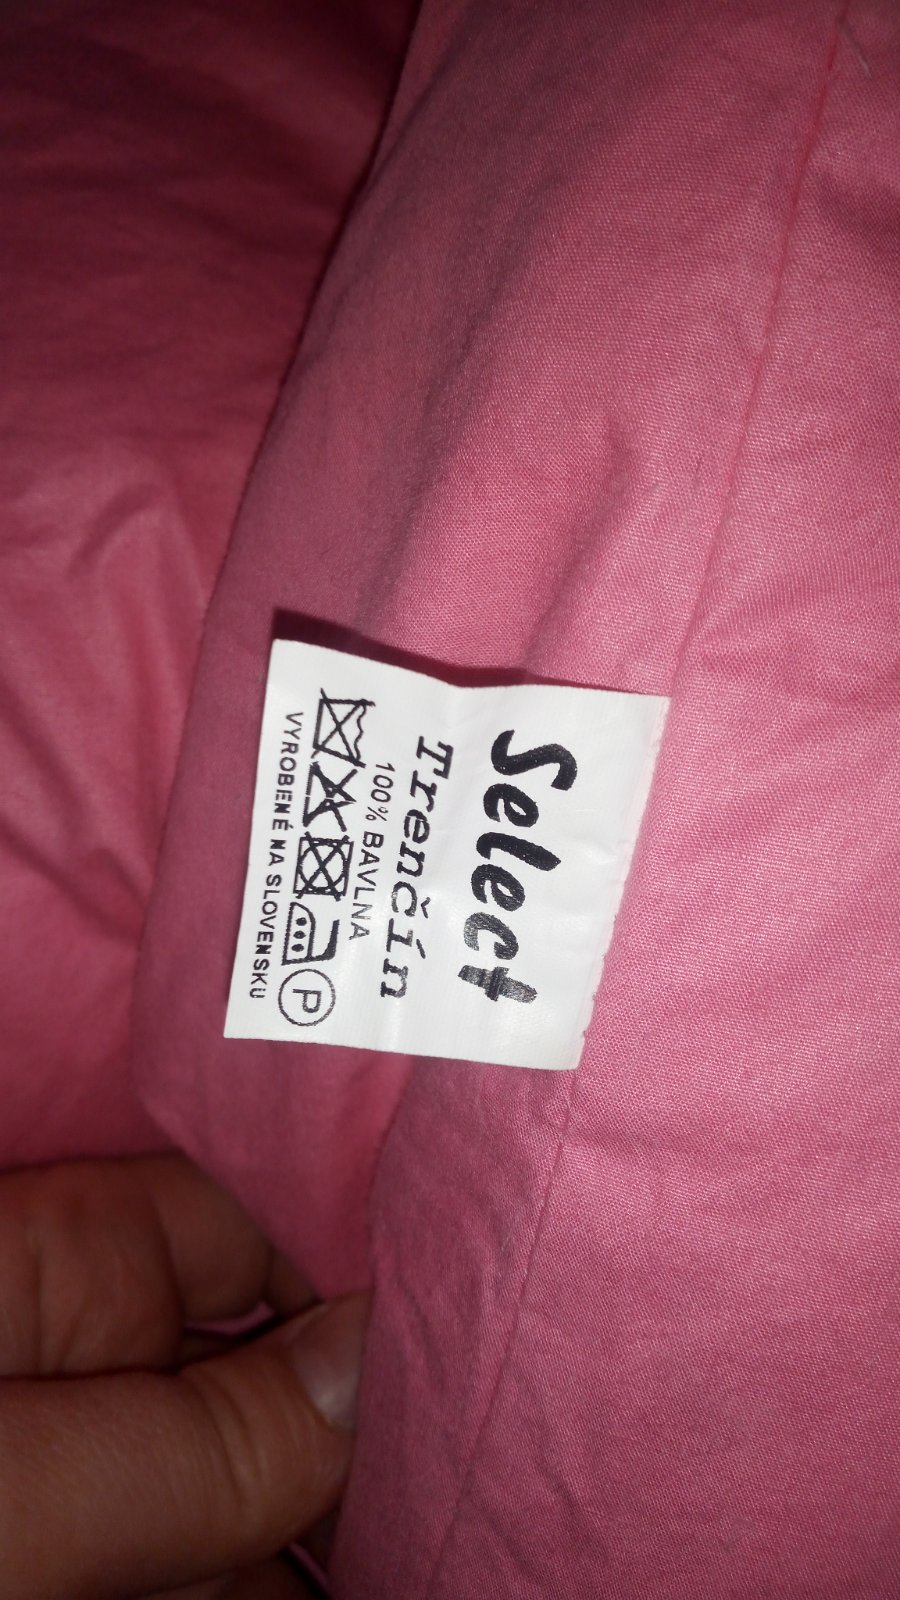 Select
Trenčín
100% BAVLNA
P
VYROBENÉ NA SLOVENSKU